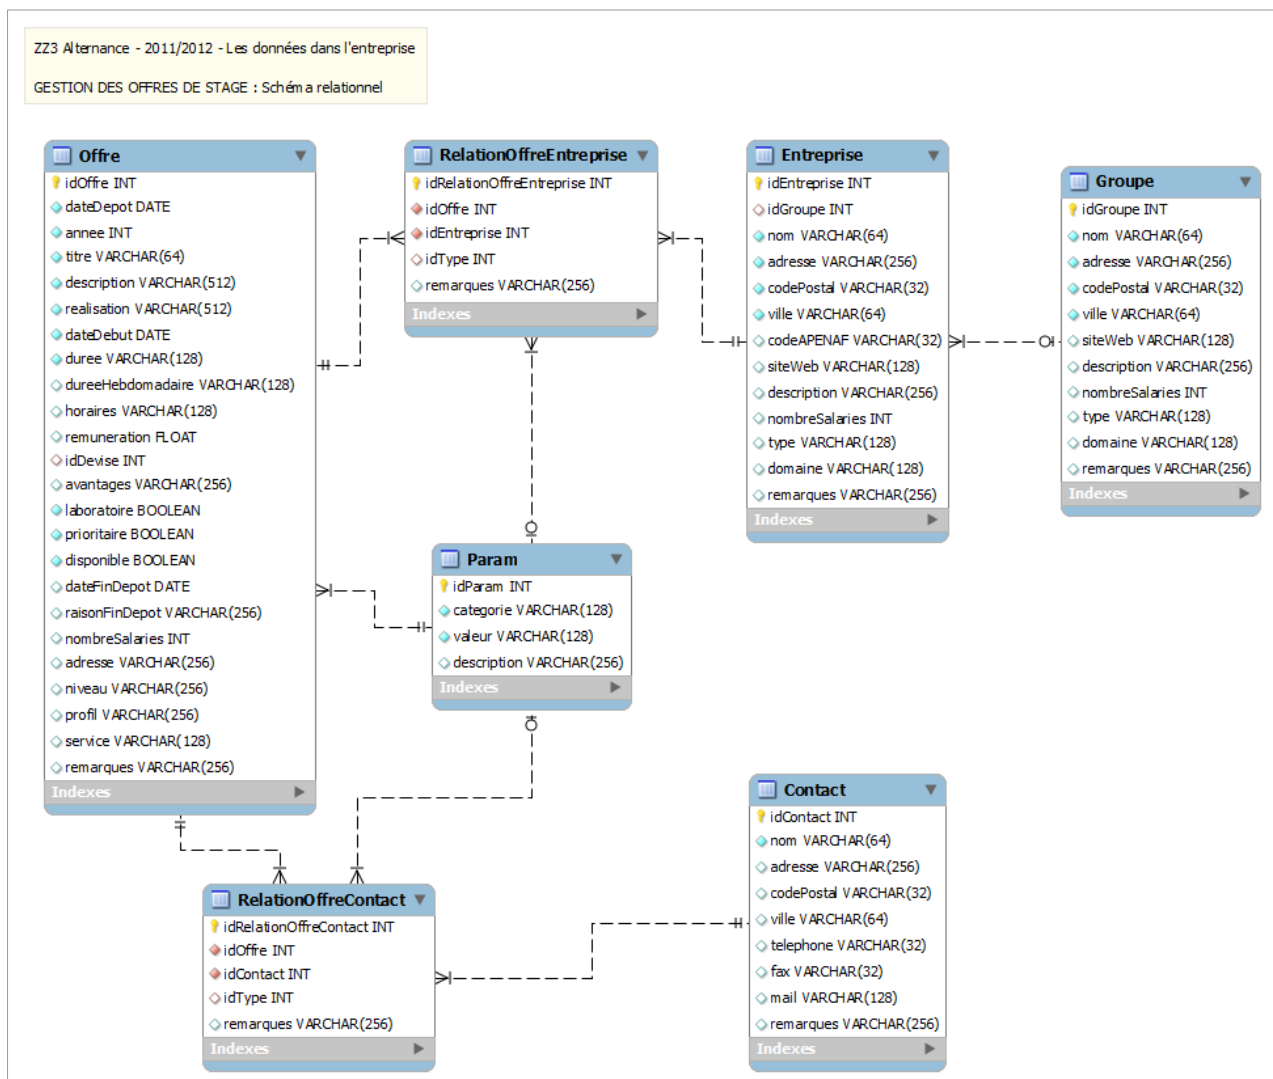 ZZ3 Alternance - 2011/2012 - Les données dans l'entreprise
GESTION DES OFFRES DE STAGE : Schéma relationnel
Offre
idOffre INT
dateDepot DATE
annee INT
titre VARCHAR(64)
description VARCHAR(512)
realisation VARCHAR(512)
dateDebut DATE
duree VARCHAR(128)
dureeHebdomadaire VARCHAR(128)
horaires VARCHAR(128)
remuneration FLOAT
idDevise INT
avantages VARCHAR(256)
laboratoire BOOLEAN
prioritaire BOOLEAN
disponible BOOLEAN
dateFinDepot DATE
raisonFinDepot VARCHAR(256)
nombreSalaries INT
adresse VARCHAR(256)
niveau VARCHAR(256)
profil VARCHAR(256)
service VARCHAR(128)
remarques VARCHAR(256)
Indexes
RelationOffreEntreprise
idRelationOffreEntreprise INT
idOffre INT
idEntreprise INT
idType INT
remarques VARCHAR(256)
Indexes
Entreprise
idEntreprise INT
idGroupe INT
nom VARCHAR(64)
adresse VARCHAR(256)
codePostal VARCHAR(32)
ville VARCHAR(64)
codeAPENAF VARCHAR(32)
siteWeb VARCHAR(128)
description VARCHAR(256)
nombreSalaries INT
type VARCHAR(128)
domaine VARCHAR(128)
remarques VARCHAR(256)
Indexes
Groupe
idGroupe INT
nom VARCHAR(64)
adresse VARCHAR(256)
codePostal VARCHAR(32)
ville VARCHAR(64)
siteWeb VARCHAR(128)
description VARCHAR(256)
nombreSalaries INT
type VARCHAR(128)
domaine VARCHAR(128)
remarques VARCHAR(256)
Indexes
Param
idParam INT
categorie VARCHAR(128)
valeur VARCHAR(128)
description VARCHAR(256)
Indexes
RelationOffreContact
idRelationOffreContact INT
idOffre INT
idContact INT
idType INT
remarques VARCHAR(256)
Indexes
Contact
idContact INT
nom VARCHAR(64)
adresse VARCHAR(256)
codePostal VARCHAR(32)
ville VARCHAR(64)
telephone VARCHAR(32)
fax VARCHAR(32)
mail VARCHAR(128)
remarques VARCHAR(256)
Indexes